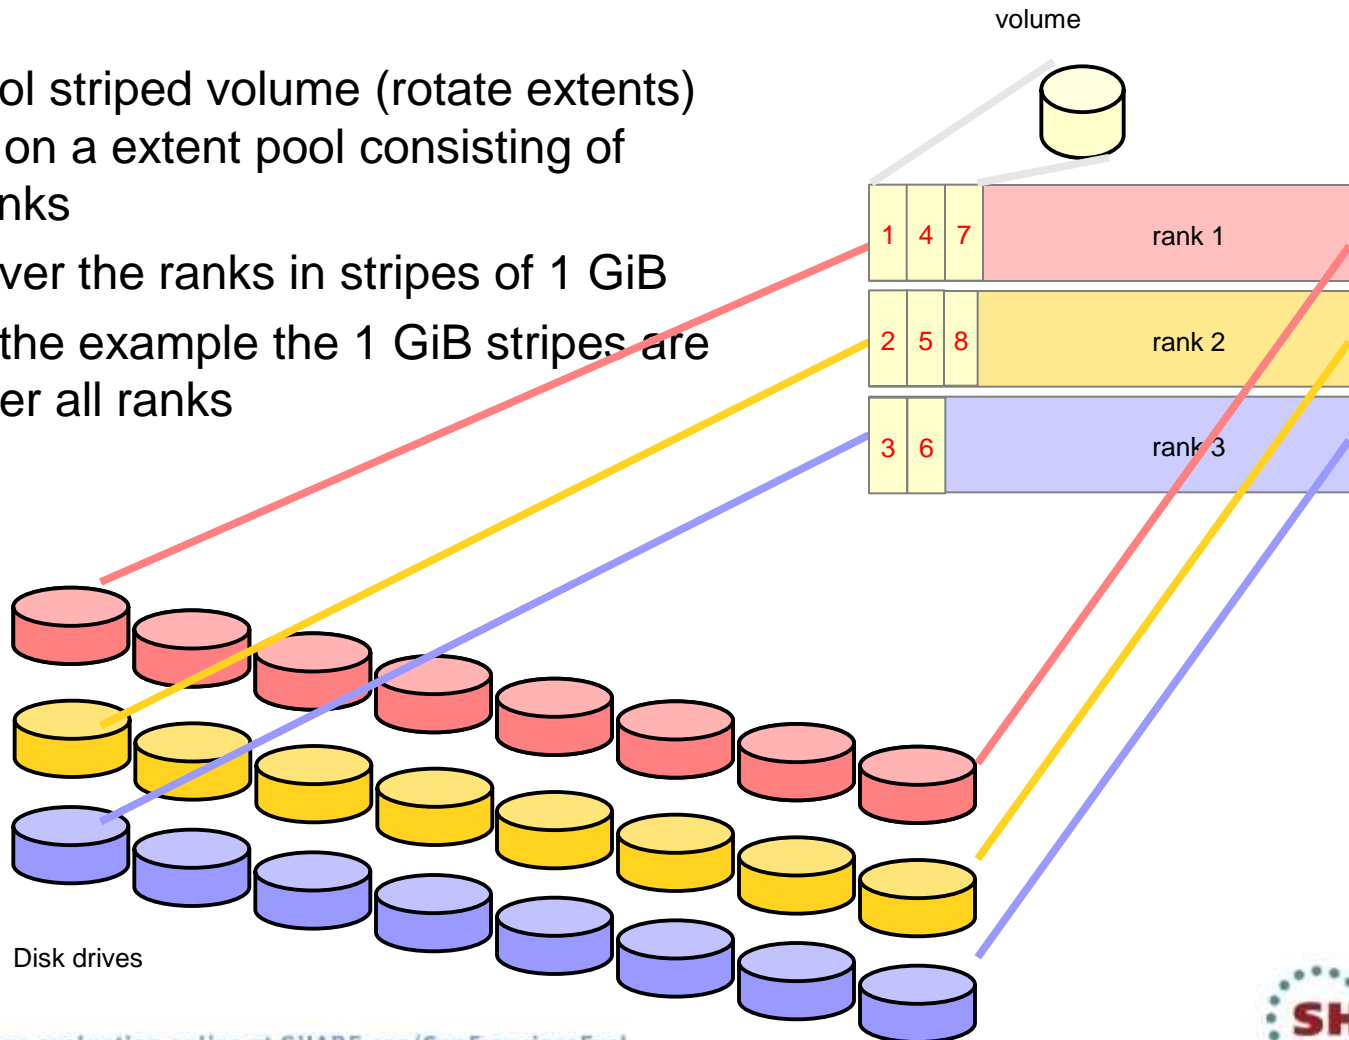 volume
ol striped volume (rotate extents)
on a extent pool consisting of
nks
ver the ranks in stripes of 1 GiB
the example the 1 GiB stripes are
er all ranks
1 4 7 rank 1
2 5 8 rank 2
3 6 rank 3
Disk drives
SH